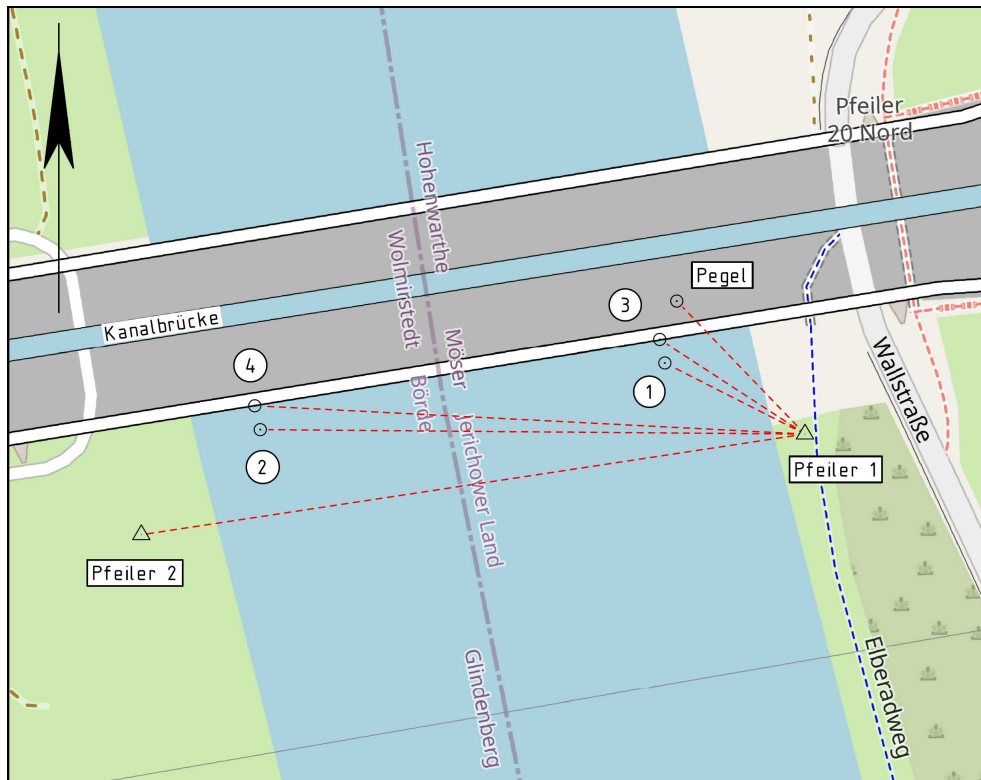 Pfeiler
20 Nord
Hohenwarthe
Wolmirstedt
Pegel
3
Kanalbrücke
Möser
4
1
Börde
Wallstraße
Jerichower Land
2
Pfeiler 1
Pfeiler 2
Glindenberg
Elberadweg